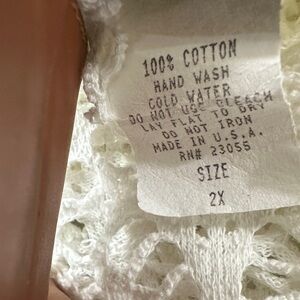 100% COTTON
HAND WASH
COLD WATER
DO NOT USE BLEACH
LAY FLAT TO DRY
DO NOT IRON
MADE IN U.S.A.
RN# 23055
SIZE
2X